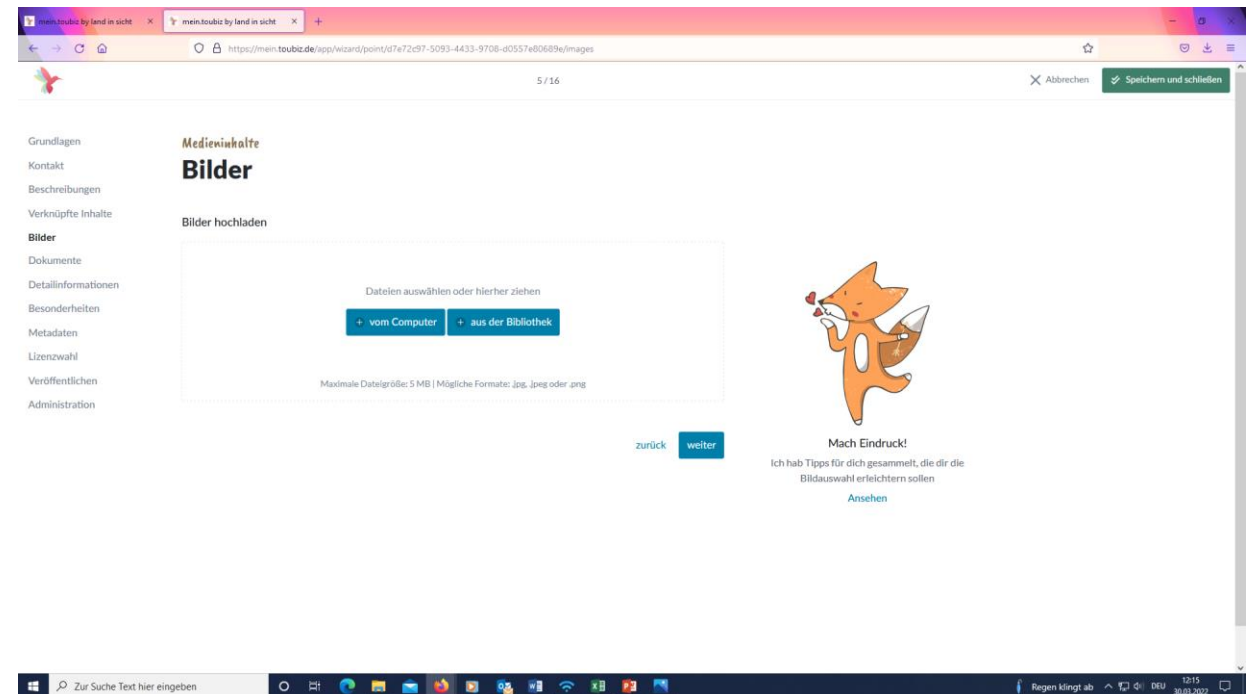 mein.toubiz by land in sicht
mein.toubiz by land in sicht
https://mein.toubiz.de/app/wizard/point/d7e72c97-5093-4433-9708-d0557e80689e/images
5 / 16
Abbrechen
Speichern und schließen
Grundlagen
Kontakt
Beschreibungen
Verknüpfte Inhalte
Bilder
Dokumente
Detailinformationen
Besonderheiten
Metadaten
Lizenzwahl
Veröffentlichen
Administration
Medieninhalte
Bilder
Bilder hochladen
Dateien auswählen oder hierher ziehen
+ vom Computer
+ aus der Bibliothek
Maximale Dateigröße: 5 MB | Mögliche Formate: .jpg, .jpeg oder .png
zurück
weiter
Mach Eindruck!
Ich hab Tipps für dich gesammelt, die dir die
Bildauswahl erleichtern sollen
Ansehen
Zur Suche Text hier eingeben
Regen klingt ab
DEU
12:15
30.03.2022